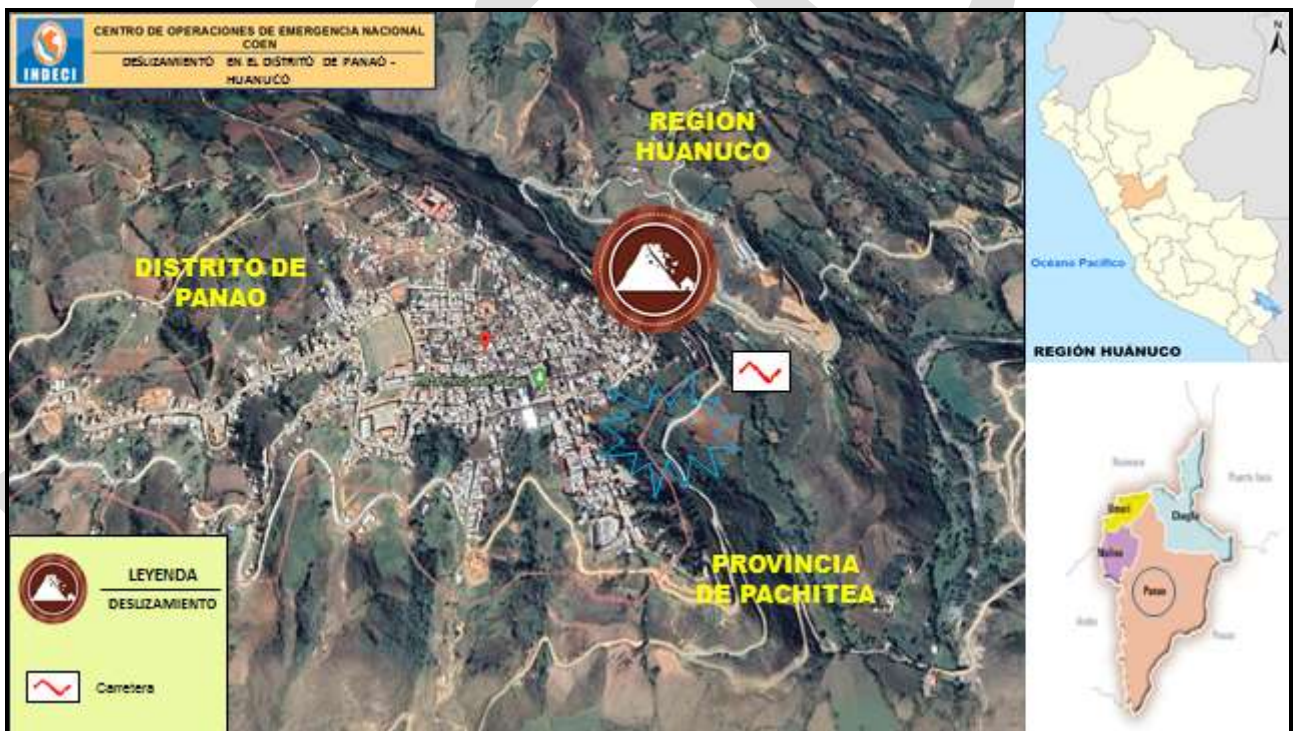 INDECI
CENTRO DE OPERACIONES DE EMERGENCIA NACIONAL
COEN
DESLIZAMIENTO EN EL DISTRITO DE PANAO -
HUANUCO
REGION
HUANUCO
DISTRITO DE
PANAO
PROVINCIA
DE PACHITEA
LEYENDA
DESLIZAMIENTO
Carretera
N
Océano Pacífico
REGIÓN HUÁNUCO
Umari
Chaglla
Molino
Panao